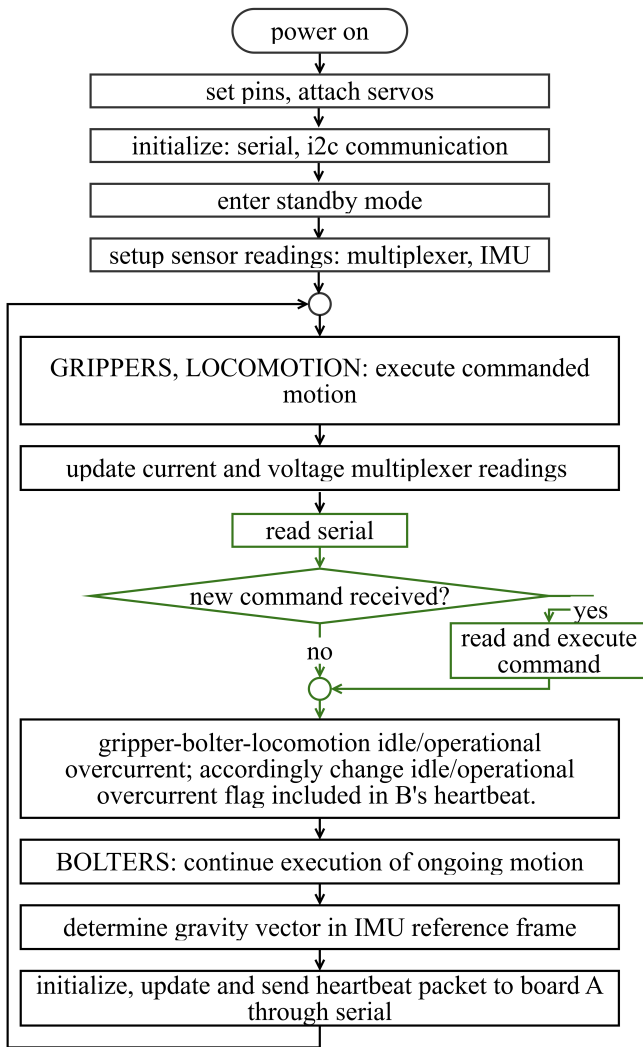 power on
set pins, attach servos
initialize: serial, i2c communication
enter standby mode
setup sensor readings: multiplexer, IMU
GRIPPERS, LOCOMOTION: execute commanded
motion
update current and voltage multiplexer readings
read serial
new command received?
yes
read and execute
command
no
gripper-bolter-locomotion idle/operational
overcurrent; accordingly change idle/operational
overcurrent flag included in B's heartbeat.
BOLTERS: continue execution of ongoing motion
determine gravity vector in IMU reference frame
initialize, update and send heartbeat packet to board A
through serial